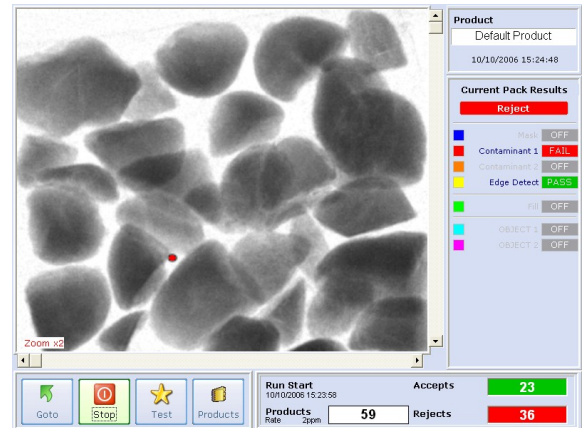 Product
Default Product
10/10/2006 15:24:48
Current Pack Results
Reject
Mask OFF
Contaminant 1 FAIL
Contaminant 2 OFF
Edge Detect PASS
Fill OFF
OBJECT 1 OFF
OBJECT 2 OFF
Zoom x2
Goto
Stop
Test
Products
Run Start
10/10/2006 15:23:58
Accepts 23
Products 59
Rate 2ppm
Rejects 36